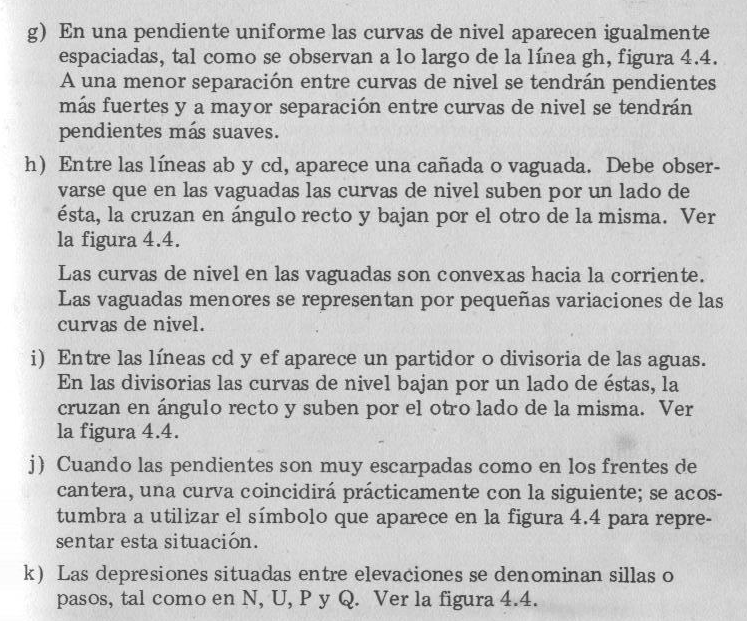 g) En una pendiente uniforme las curvas de nivel aparecen igualmente
espaciadas, tal como se observan a lo largo de la línea gh, figura 4.4.
A una menor separación entre curvas de nivel se tendrán pendientes
más fuertes y a mayor separación entre curvas de nivel se tendrán
pendientes más suaves.
h) Entre las líneas ab y cd, aparece una cañada o vaguada. Debe obser-
varse que en las vaguadas las curvas de nivel suben por un lado de
ésta, la cruzan en ángulo recto y bajan por el otro de la misma. Ver
la figura 4.4.
Las curvas de nivel en las vaguadas son convexas hacia la corriente.
Las vaguadas menores se representan por pequeñas variaciones de las
curvas de nivel.
i) Entre las líneas cd y ef aparece un partidor o divisoria de las aguas.
En las divisorias las curvas de nivel bajan por un lado de éstas, la
cruzan en ángulo recto y suben por el otro lado de la misma. Ver
la figura 4.4.
j) Cuando las pendientes son muy escarpadas como en los frentes de
cantera, una curva coincidirá prácticamente con la siguiente; se acos-
tumbra a utilizar el símbolo que aparece en la figura 4.4 para repre-
sentar esta situación.
k) Las depresiones situadas entre elevaciones se denominan sillas o
pasos, tal como en N, U, P y Q. Ver la figura 4.4.